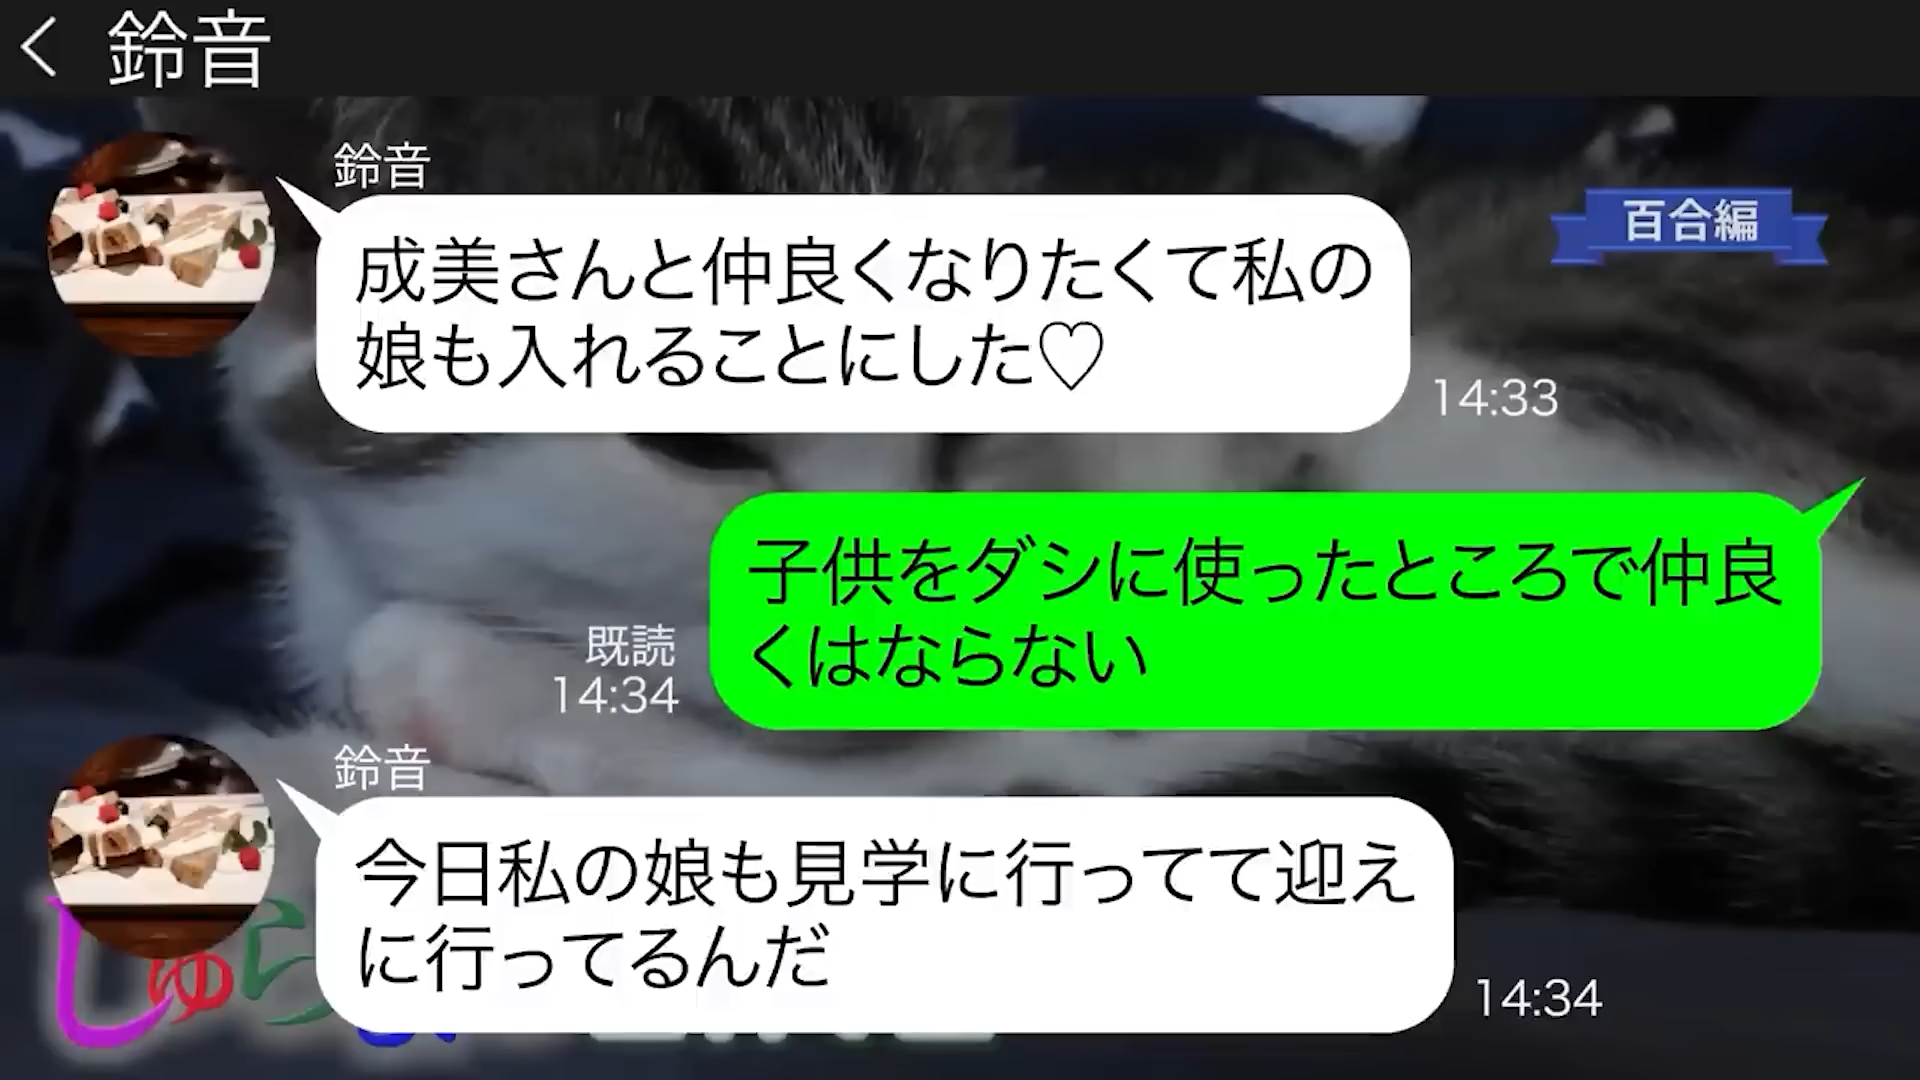 鈴音
鈴音
百合編
成美さんと仲良くなりたくて私の
娘も入れることにした♡
14:33
子供をダシに使ったところで仲良
くはならない
既読
14:34
鈴音
今日私の娘も見学に行ってて迎え
に行ってるんだ
14:34
しゅら